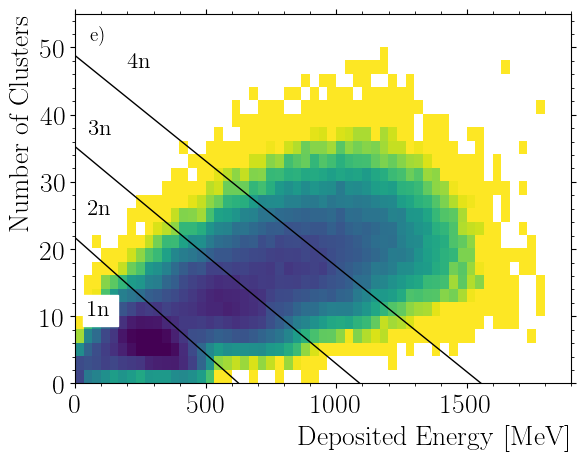 e)
4n
3n
2n
1n
50
40
30
20
10
0
Number of Clusters
0 500 1000 1500
Deposited Energy [MeV]